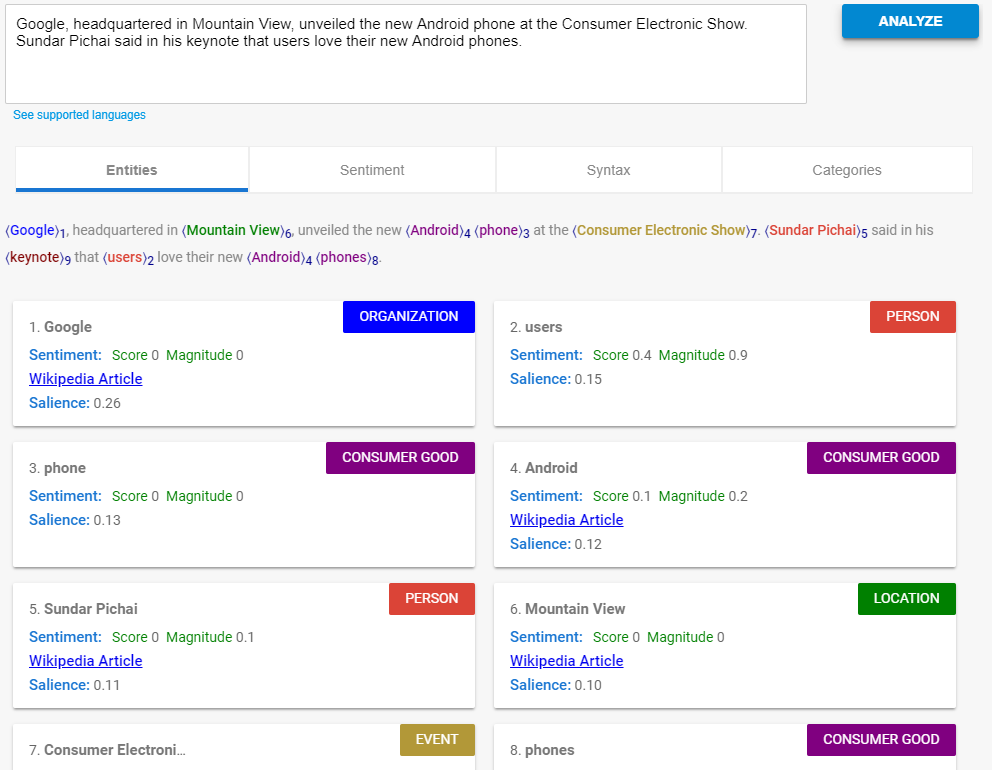 Google, headquartered in Mountain View, unveiled the new Android phone at the Consumer Electronic Show.
Sundar Pichai said in his keynote that users love their new Android phones.
ANALYZE
See supported languages
Entities Sentiment Syntax Categories
⟨Google⟩1, headquartered in ⟨Mountain View⟩6, unveiled the new ⟨Android⟩4 ⟨phone⟩3 at the ⟨Consumer Electronic Show⟩7. ⟨Sundar Pichai⟩5 said in his
⟨keynote⟩9 that ⟨users⟩2 love their new ⟨Android⟩4 ⟨phones⟩8.
1. Google ORGANIZATION
Sentiment: Score 0 Magnitude 0
Wikipedia Article
Salience: 0.26
2. users PERSON
Sentiment: Score 0.4 Magnitude 0.9
Salience: 0.15
3. phone CONSUMER GOOD
Sentiment: Score 0 Magnitude 0
Salience: 0.13
4. Android CONSUMER GOOD
Sentiment: Score 0.1 Magnitude 0.2
Wikipedia Article
Salience: 0.12
5. Sundar Pichai PERSON
Sentiment: Score 0 Magnitude 0.1
Wikipedia Article
Salience: 0.11
6. Mountain View LOCATION
Sentiment: Score 0 Magnitude 0
Wikipedia Article
Salience: 0.10
7. Consumer Electroni... EVENT
8. phones CONSUMER GOOD